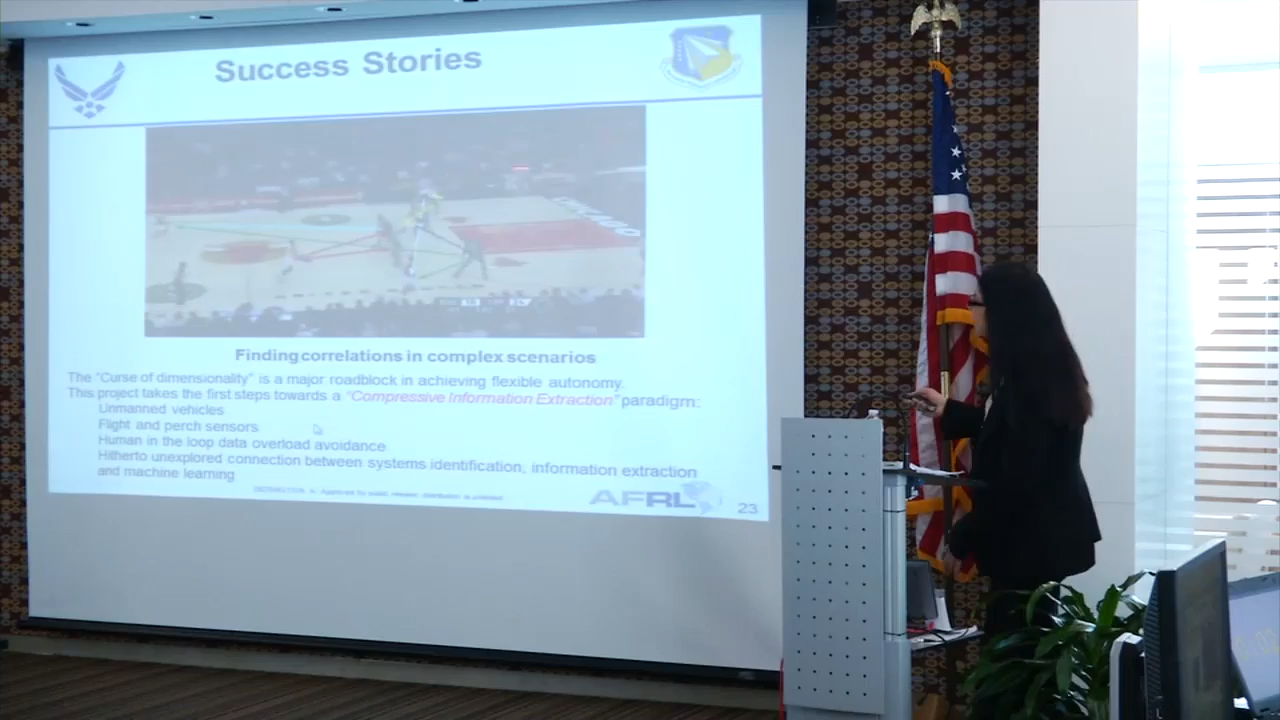 Success Stories
Finding correlations in complex scenarios
The "Curse of dimensionality" is a major roadblock in achieving flexible autonomy.
This project takes the first steps towards a "Compressive Information Extraction" paradigm:
Unmanned vehicles
Flight and perch sensors
Human in the loop data overload avoidance
Hitherto unexplored connection between systems identification, information extraction
and machine learning
AFRL
23